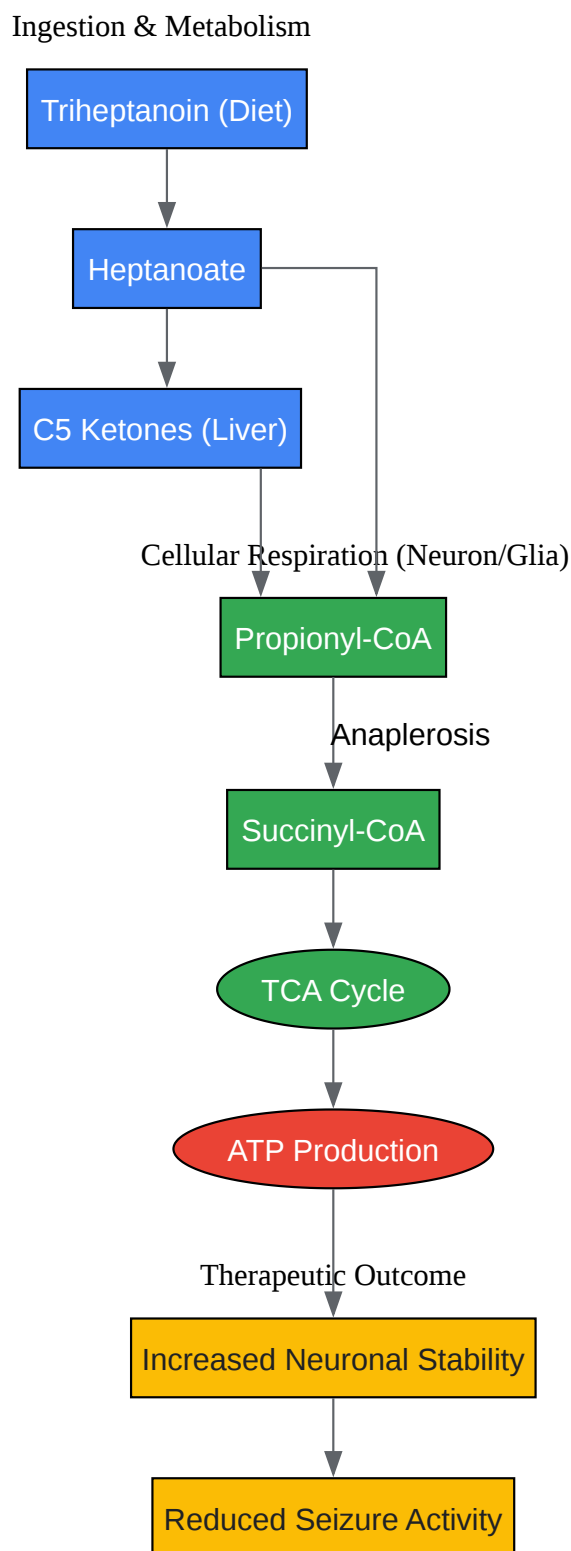 Ingestion & Metabolism
Triheptanoin (Diet)
Heptanoate
C5 Ketones (Liver)
Cellular Respiration (Neuron/Glia)
Propionyl-CoA
Anaplerosis
Succinyl-CoA
TCA Cycle
ATP Production
Therapeutic Outcome
Increased Neuronal Stability
Reduced Seizure Activity